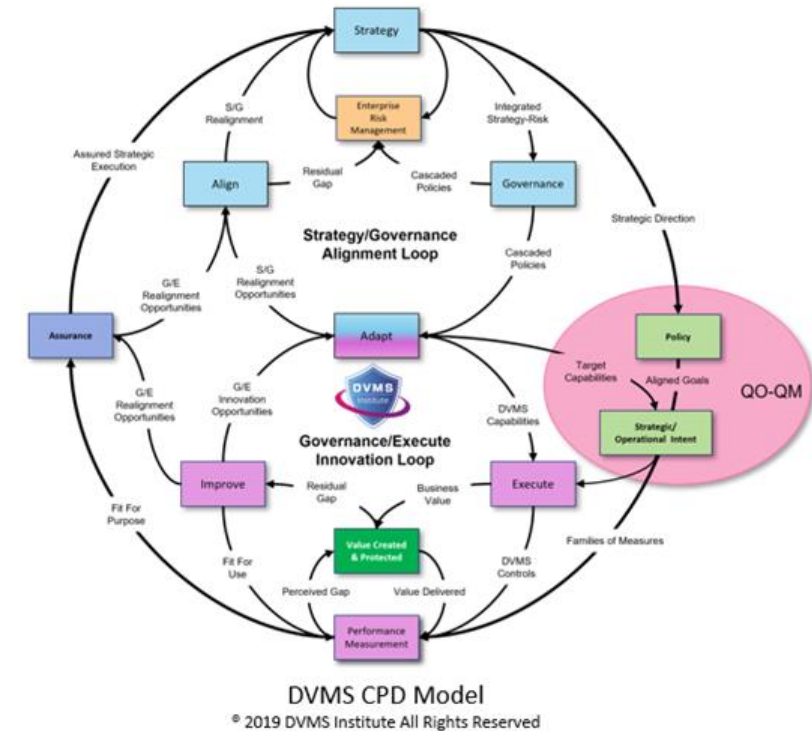 Strategy
S/G
Realignment
Enterprise
Risk
Management
Integrated
Strategy-Risk
Assured Strategic
Execution
Align
Residual
Gap
Cascaded
Policies
Governance
Strategic Direction
Strategy/Governance
Alignment Loop
Cascaded
Policies
G/E
Realignment
Opportunities
S/G
Realignment
Opportunities
Assurance
Adapt
Policy
Target
Capabilities
Aligned Goals
QO-QM
DVMS
Institute
G/E
Realignment
Opportunities
G/E
Innovation
Opportunities
DVMS
Capabilities
Strategic/
Operational Intent
Governance/Execute
Innovation Loop
Improve
Residual
Gap
Business
Value
Execute
Fit For
Purpose
Value Created
& Protected
Families of Measures
Fit For
Use
DVMS
Controls
Perceived Gap
Value Delivered
Performance
Measurement
DVMS CPD Model
© 2019 DVMS Institute All Rights Reserved